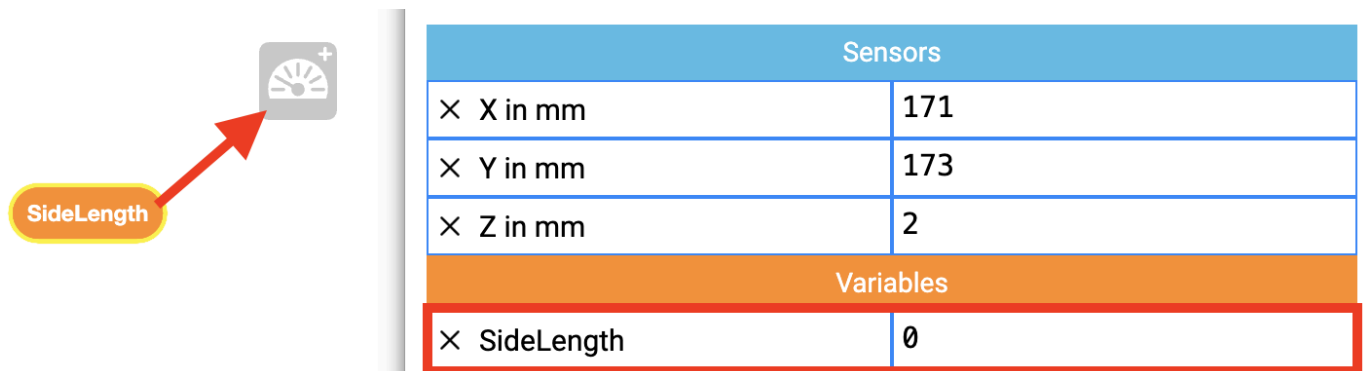 Sensors
× X in mm 171
× Y in mm 173
SideLength
× Z in mm 2
Variables
× SideLength 0